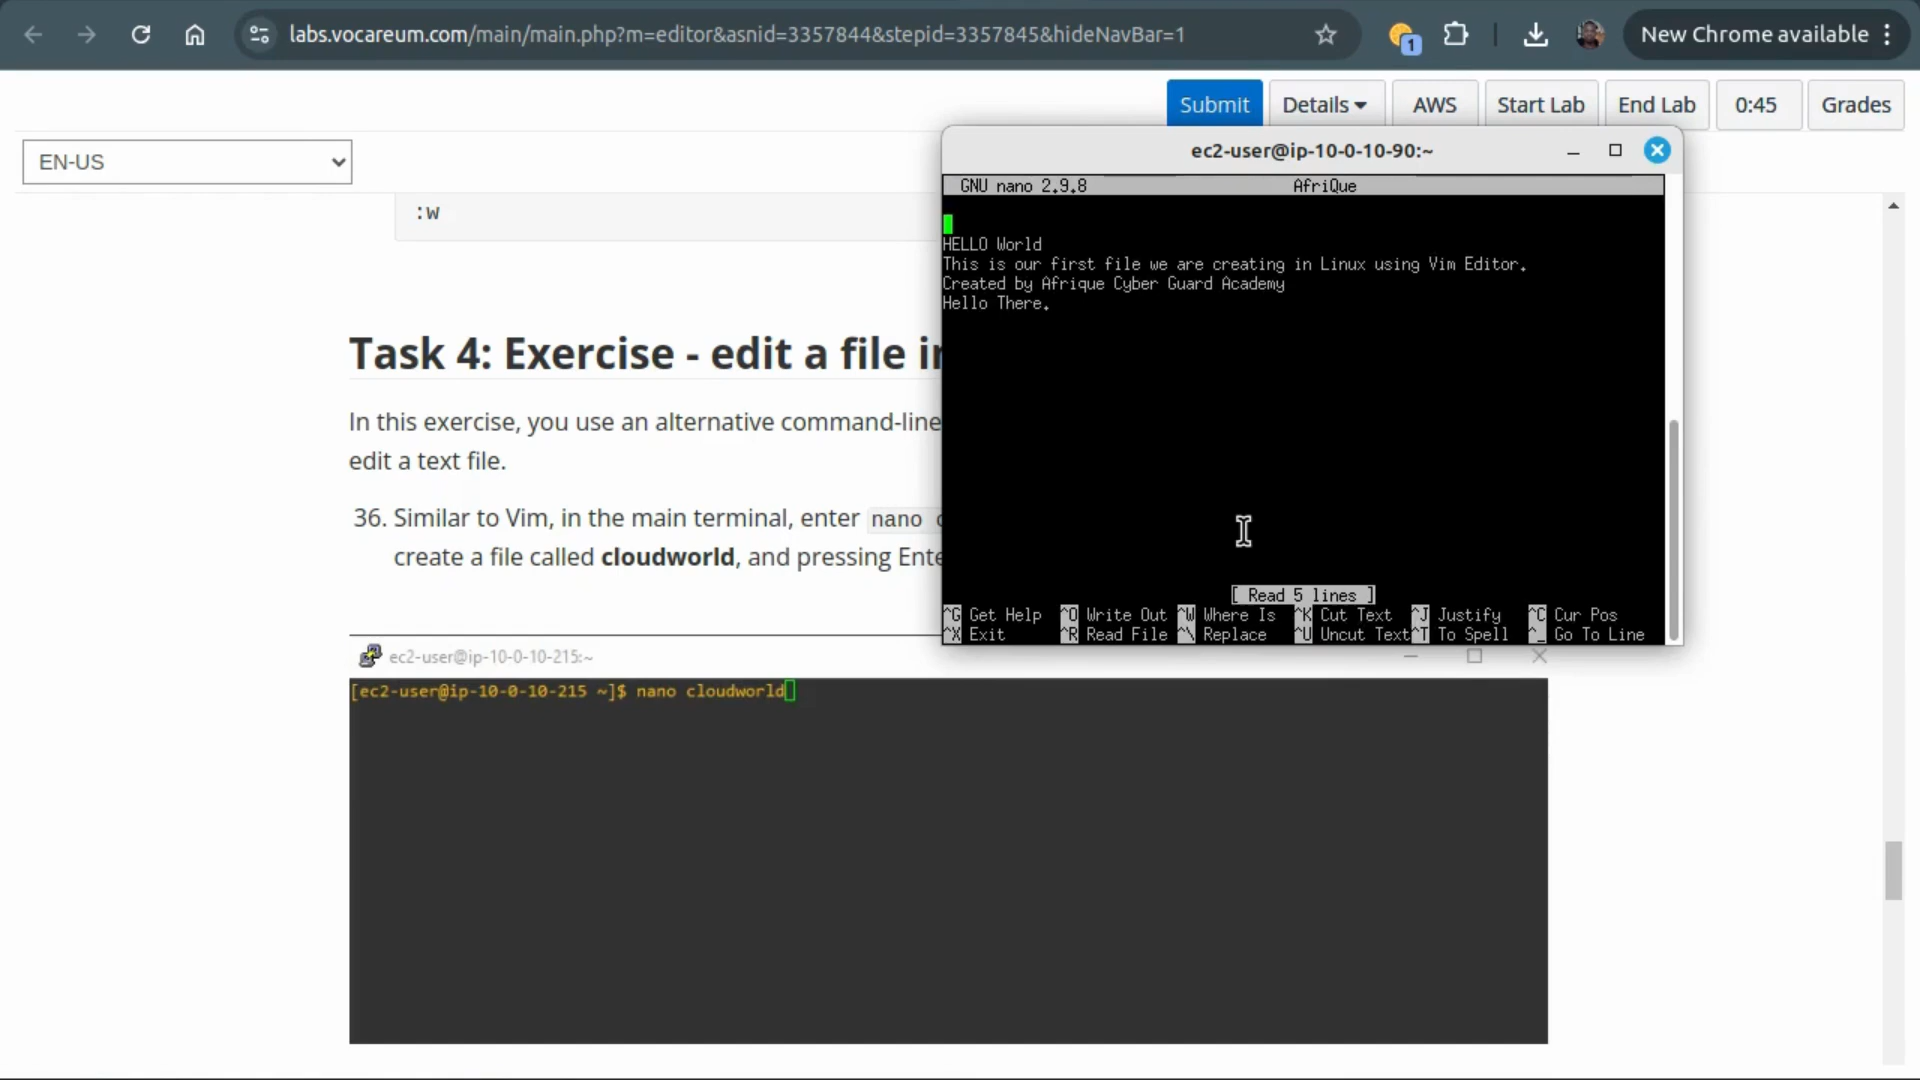 labs.vocareum.com/main/main.php?m=editor&asnid=3357844&stepid=3357845&hideNavBar=1
1
New Chrome available
Submit
Details
AWS
Start Lab
End Lab
0:45
Grades
EN-US
:w
Task 4: Exercise - edit a file
In this exercise, you use an alternative command-line
edit a text file.
36. Similar to Vim, in the main terminal, enter nano
create a file called cloudworld, and pressing
ec2-user@ip-10-0-10-90:~
GNU nano 2.9.8 AfriQue
HELLO World
This is our first file we are creating in Linux using Vim Editor.
Created by Afrique Cyber Guard Academy
Hello There.
[ Read 5 lines ]
^G Get Help ^O Write Out ^W Where Is ^K Cut Text ^J Justify ^C Cur Pos
^X Exit ^R Read File ^\ Replace ^U Uncut Text ^T To Spell ^_ Go To Line
ec2-user@ip-10-0-10-215:~
[ec2-user@ip-10-0-10-215 ~]$ nano cloudworld